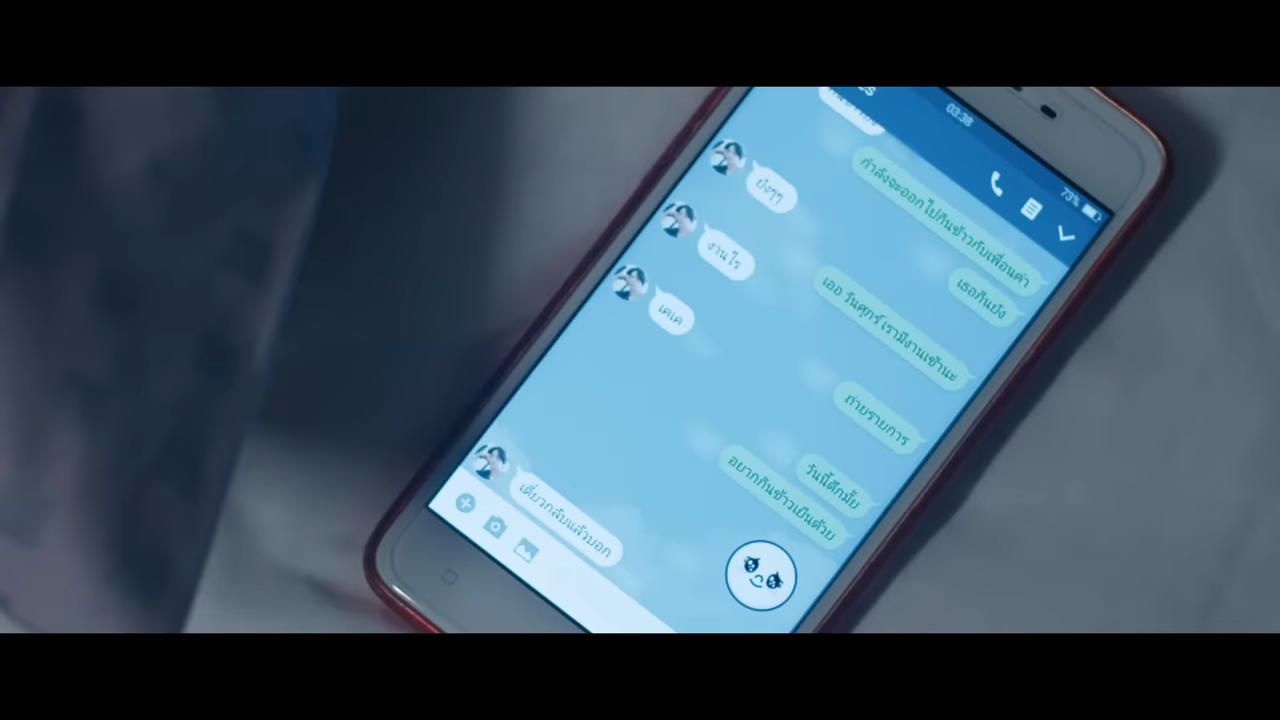 03:38
73%
กำลังจะออกไปกินข้าวกับเพื่อนค่า
เธอกินยัง
ยังๆๆ
เออ วันศุกร์ เรามีงานเช้านะ
งานไร
ถ่ายรายการ
เคเค
วันนี้ดึกมั้ย
อยากกินข้าวเย็นด้วย
เดี๋ยวกลับแล้วบอก